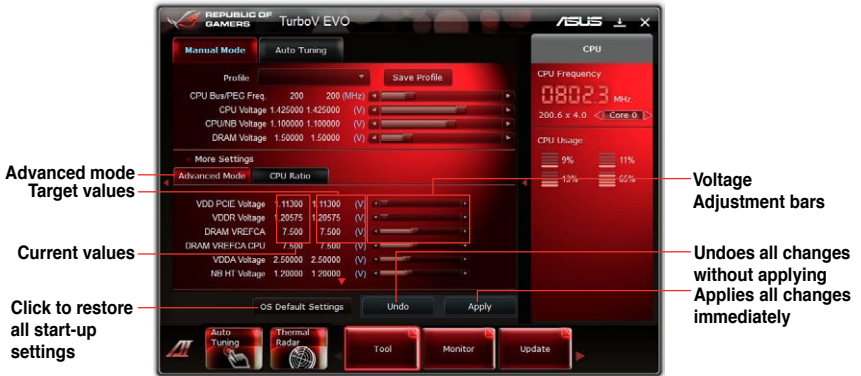 REPUBLIC OF
GAMERS
TurboV EVO
ASUS
Manual Mode
Auto Tuning
CPU
Profile
Save Profile
CPU Bus/PEG Freq. 200 200 (MHz)
CPU Voltage 1.425000 1.425000 (V)
CPU/NB Voltage 1.100000 1.100000 (V)
DRAM Voltage 1.50000 1.50000 (V)
CPU Frequency
0802.3 MHz
200.6 x 4.0 Core 0
CPU Usage
9% 11%
13% 65%
More Settings
Advanced Mode
CPU Ratio
VDD PCIE Voltage 1.11300 1.11300 (V)
VDDR Voltage 1.20575 1.20575 (V)
DRAM VREFCA 7.500 7.500 (V)
DRAM VREFCA CPU 7.500 7.500 (V)
VDDA Voltage 2.50000 2.50000 (V)
NB HT Voltage 1.20000 1.20000 (V)
OS Default Settings
Undo
Apply
Auto
Tuning
Thermal
Radar
Tool
Monitor
Update
Advanced mode
Target values
Current values
Click to restore
all start-up
settings
Voltage
Adjustment bars
Undoes all changes
without applying
Applies all changes
immediately